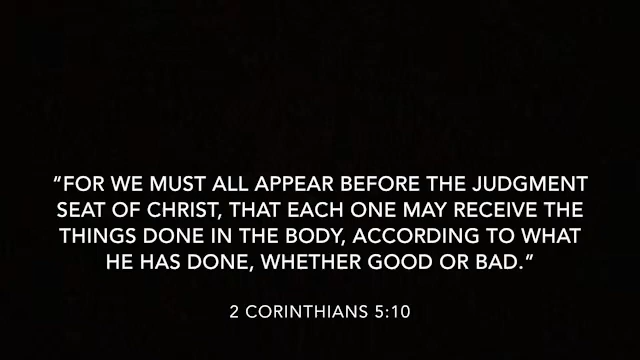 “FOR WE MUST ALL APPEAR BEFORE THE JUDGMENT
SEAT OF CHRIST, THAT EACH ONE MAY RECEIVE THE
THINGS DONE IN THE BODY, ACCORDING TO WHAT
HE HAS DONE, WHETHER GOOD OR BAD.”
2 CORINTHIANS 5:10